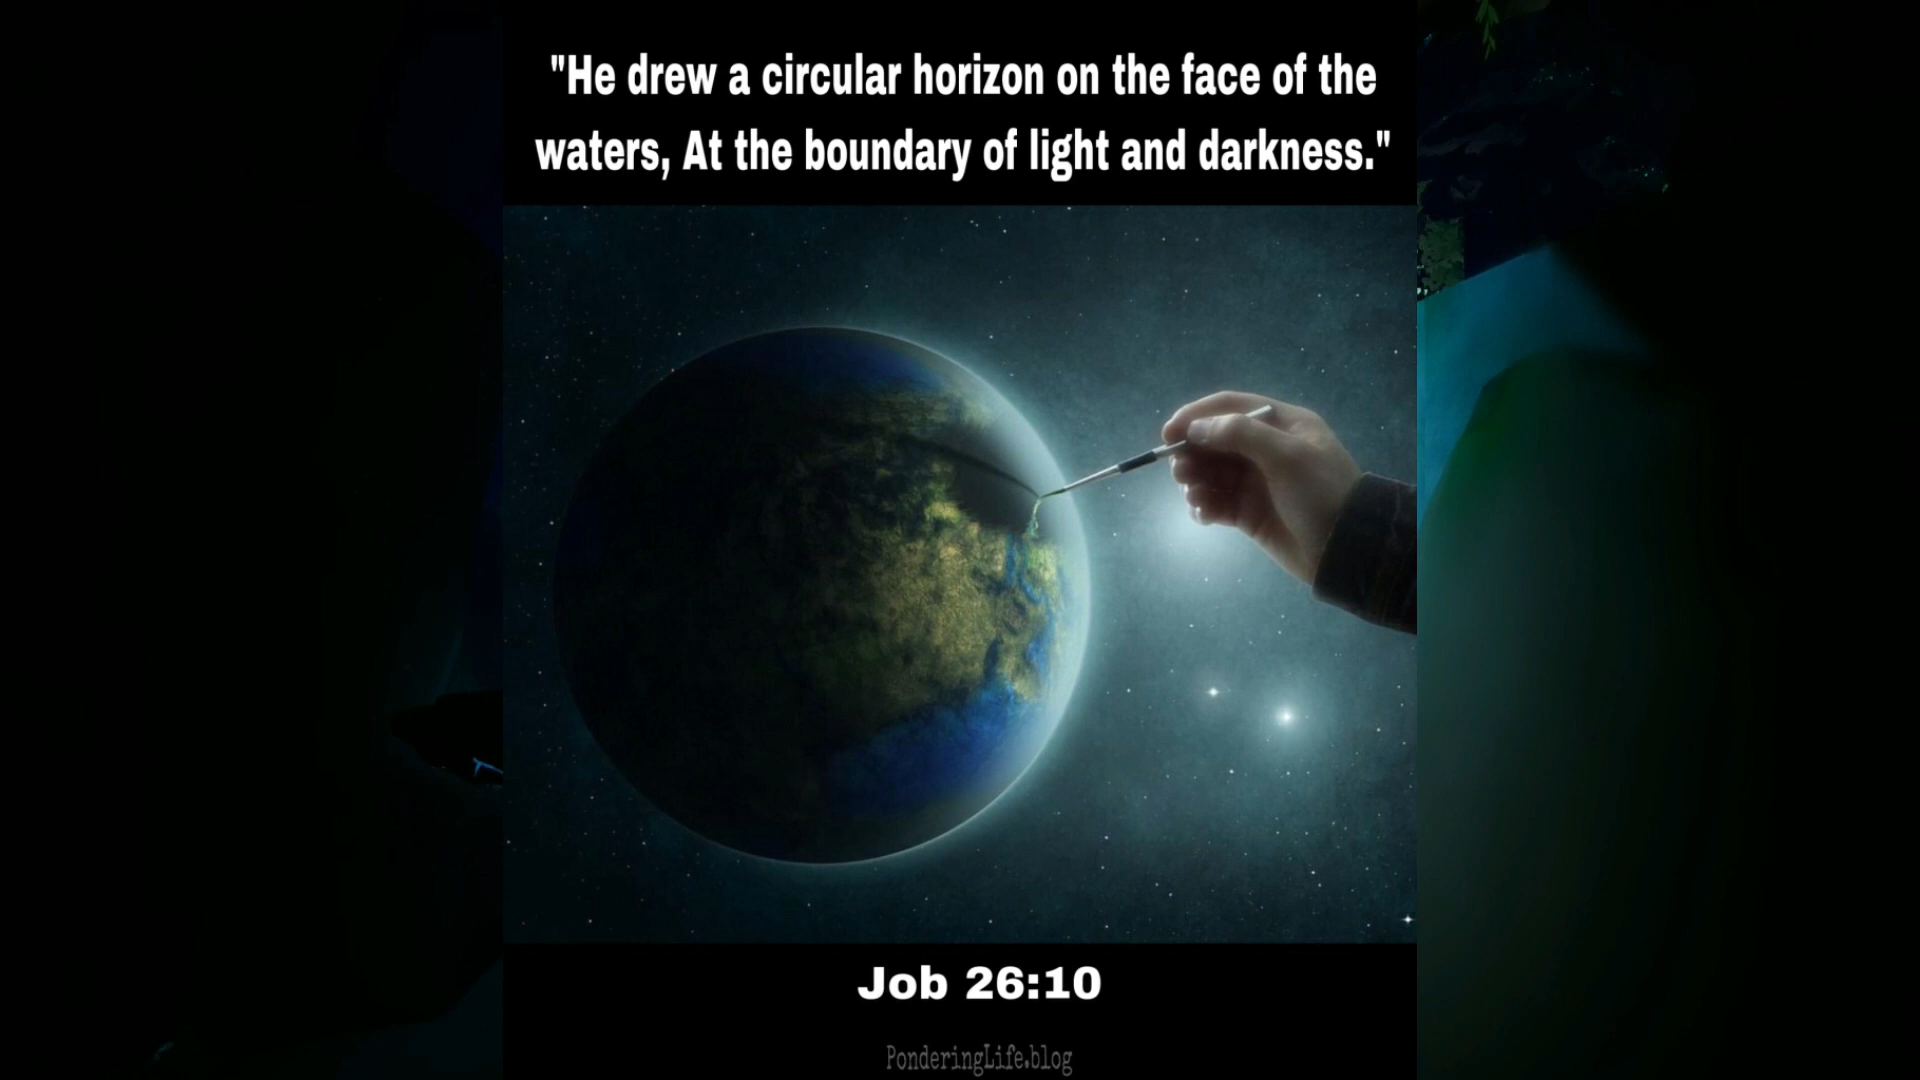 "He drew a circular horizon on the face of the
waters, At the boundary of light and darkness."
Job 26:10
PonderingLife.blog